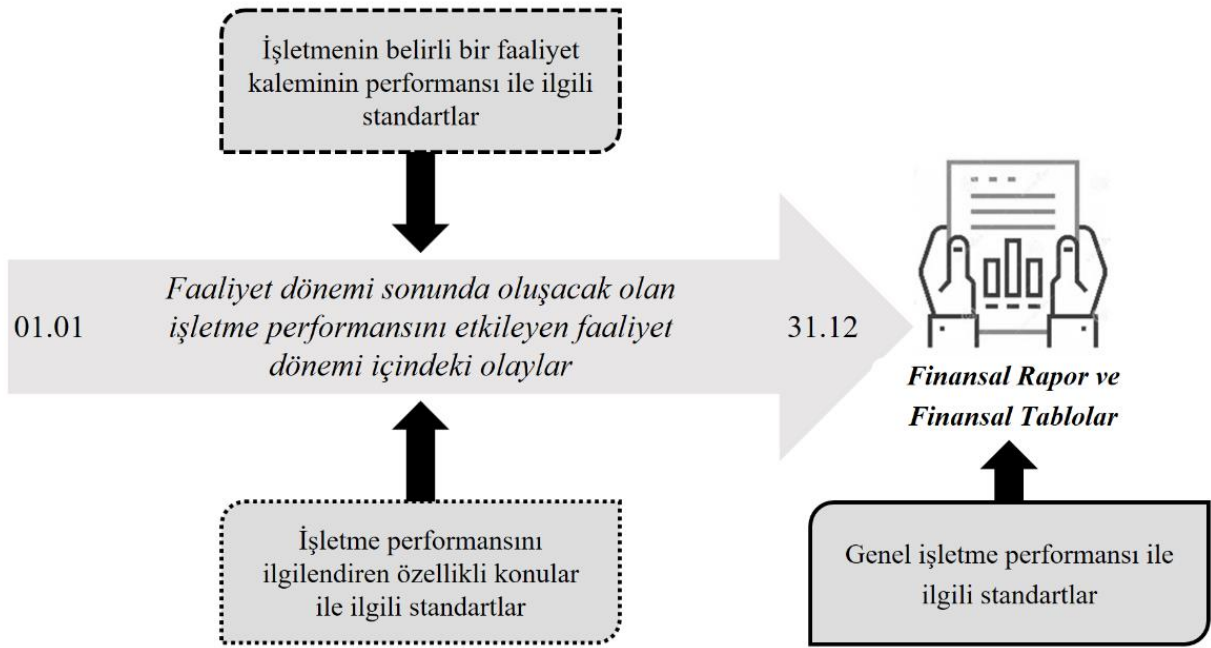 İşletmenin belirli bir faaliyet
kaleminin performansı ile ilgili
standartlar
Faaliyet dönemi sonunda oluşacak olan
işletme performansını etkileyen faaliyet
dönemi içindeki olaylar
01.01
31.12
Finansal Rapor ve
Finansal Tablolar
İşletme performansını
ilgilendiren özellikli konular
ile ilgili standartlar
Genel işletme performansı ile
ilgili standartlar